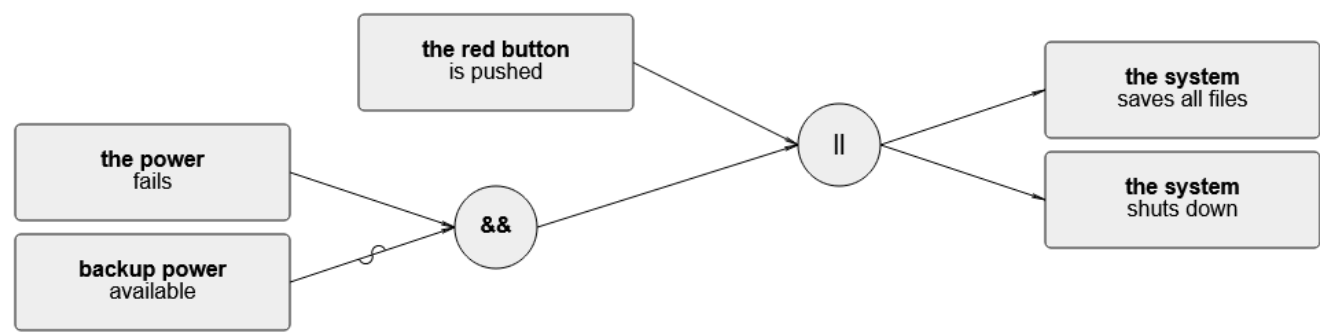 the red button
is pushed
the system
saves all files
||
the power
fails
the system
shuts down
&&
backup power
available